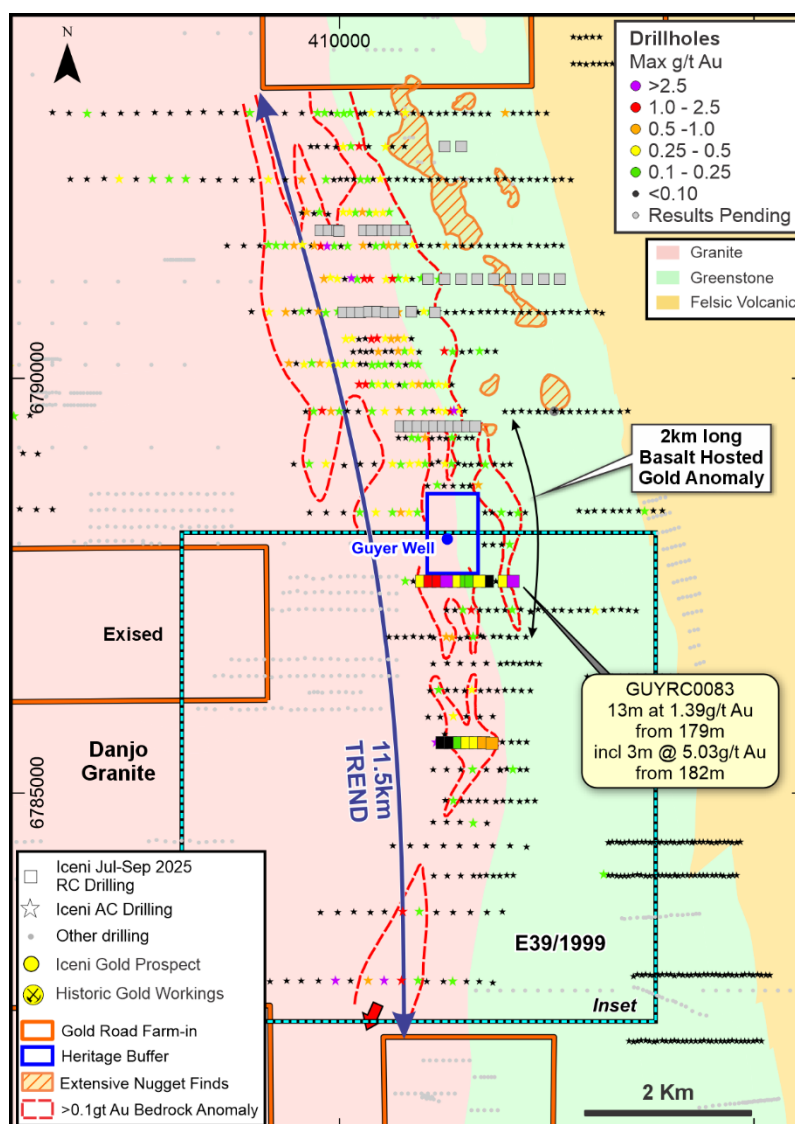 410000
N
Drillholes
Max g/t Au
>2.5
1.0 - 2.5
0.5 -1.0
0.25 - 0.5
0.1 - 0.25
<0.10
Results Pending
Granite
Greenstone
Felsic Volcanic
6790000
2km long
Basalt Hosted
Gold Anomaly
Guyer Well
Exised
GUYRC0083
13m at 1.39g/t Au
from 179m
incl 3m @ 5.03g/t Au
from 182m
Danjo
Granite
11.5km
TREND
6785000
Iceni Jul-Sep 2025
RC Drilling
Iceni AC Drilling
Other drilling
Iceni Gold Prospect
Historic Gold Workings
Gold Road Farm-in
Heritage Buffer
Extensive Nugget Finds
>0.1gt Au Bedrock Anomaly
E39/1999
Inset
2 Km